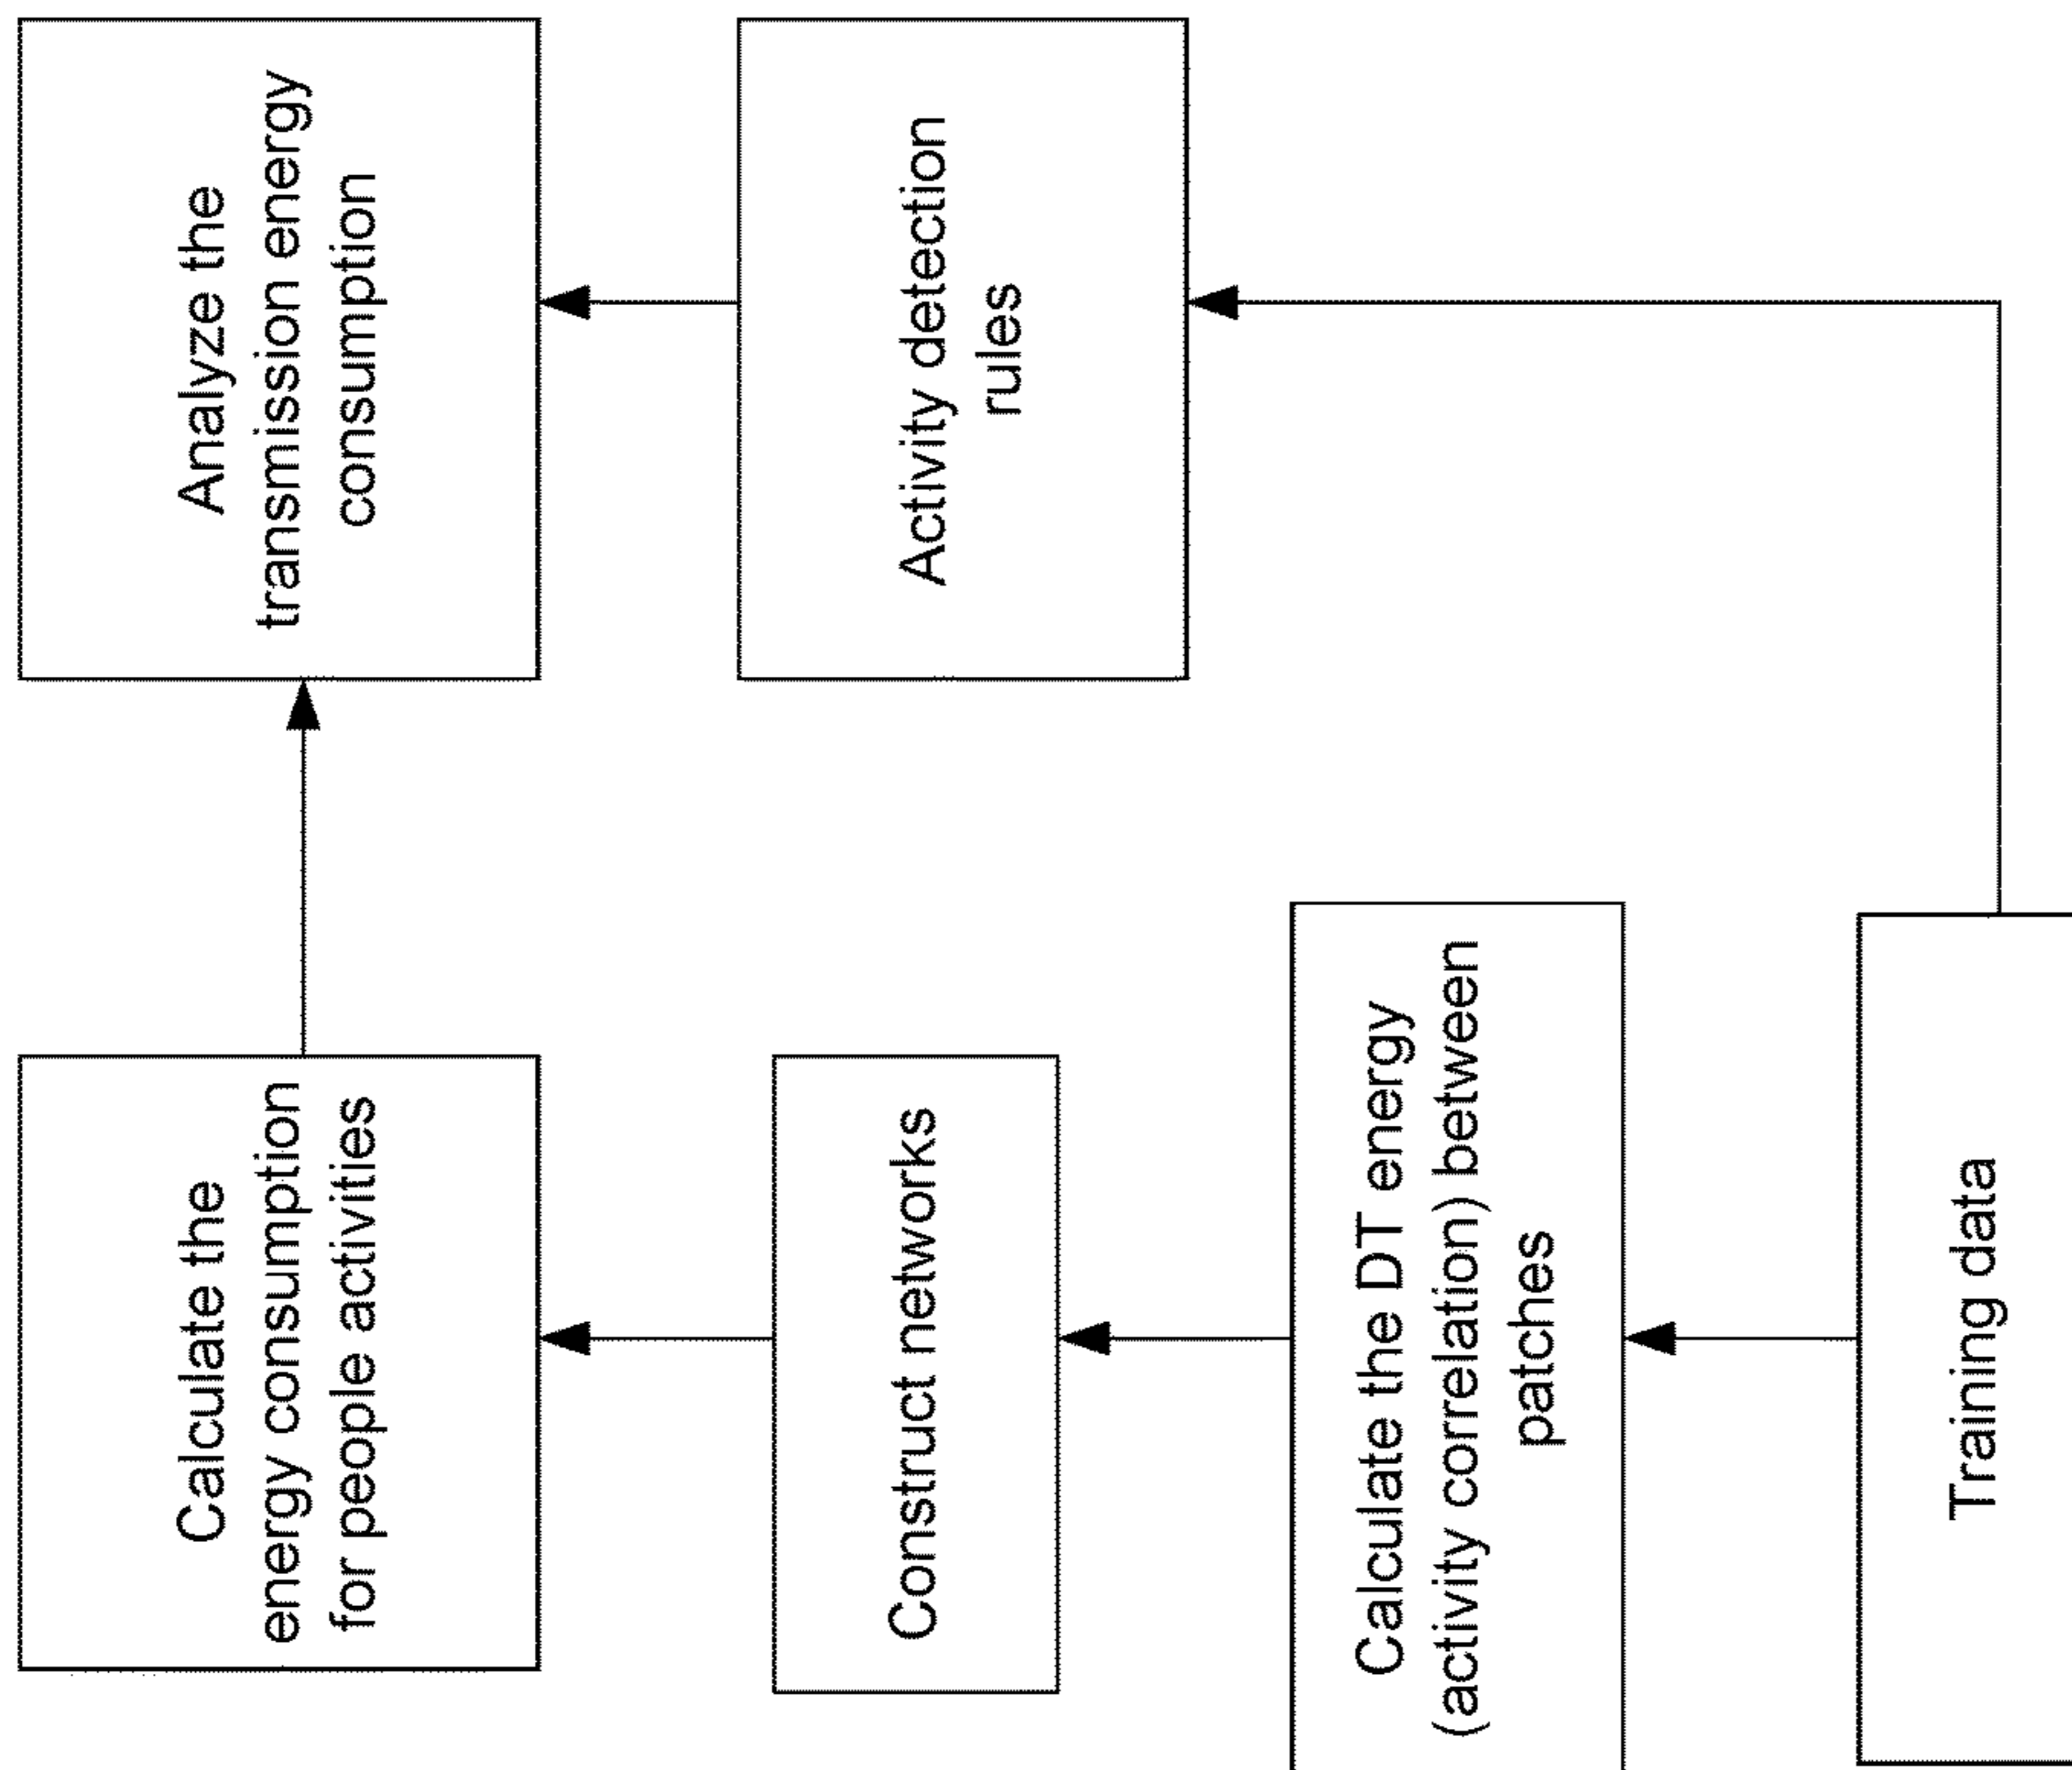 Calculate the
energy consumption
for people activities
Analyze the
transmission energy
consumption
Construct networks
Activity detection
rules
Calculate the DT energy
(activity correlation) between
patches
Training data